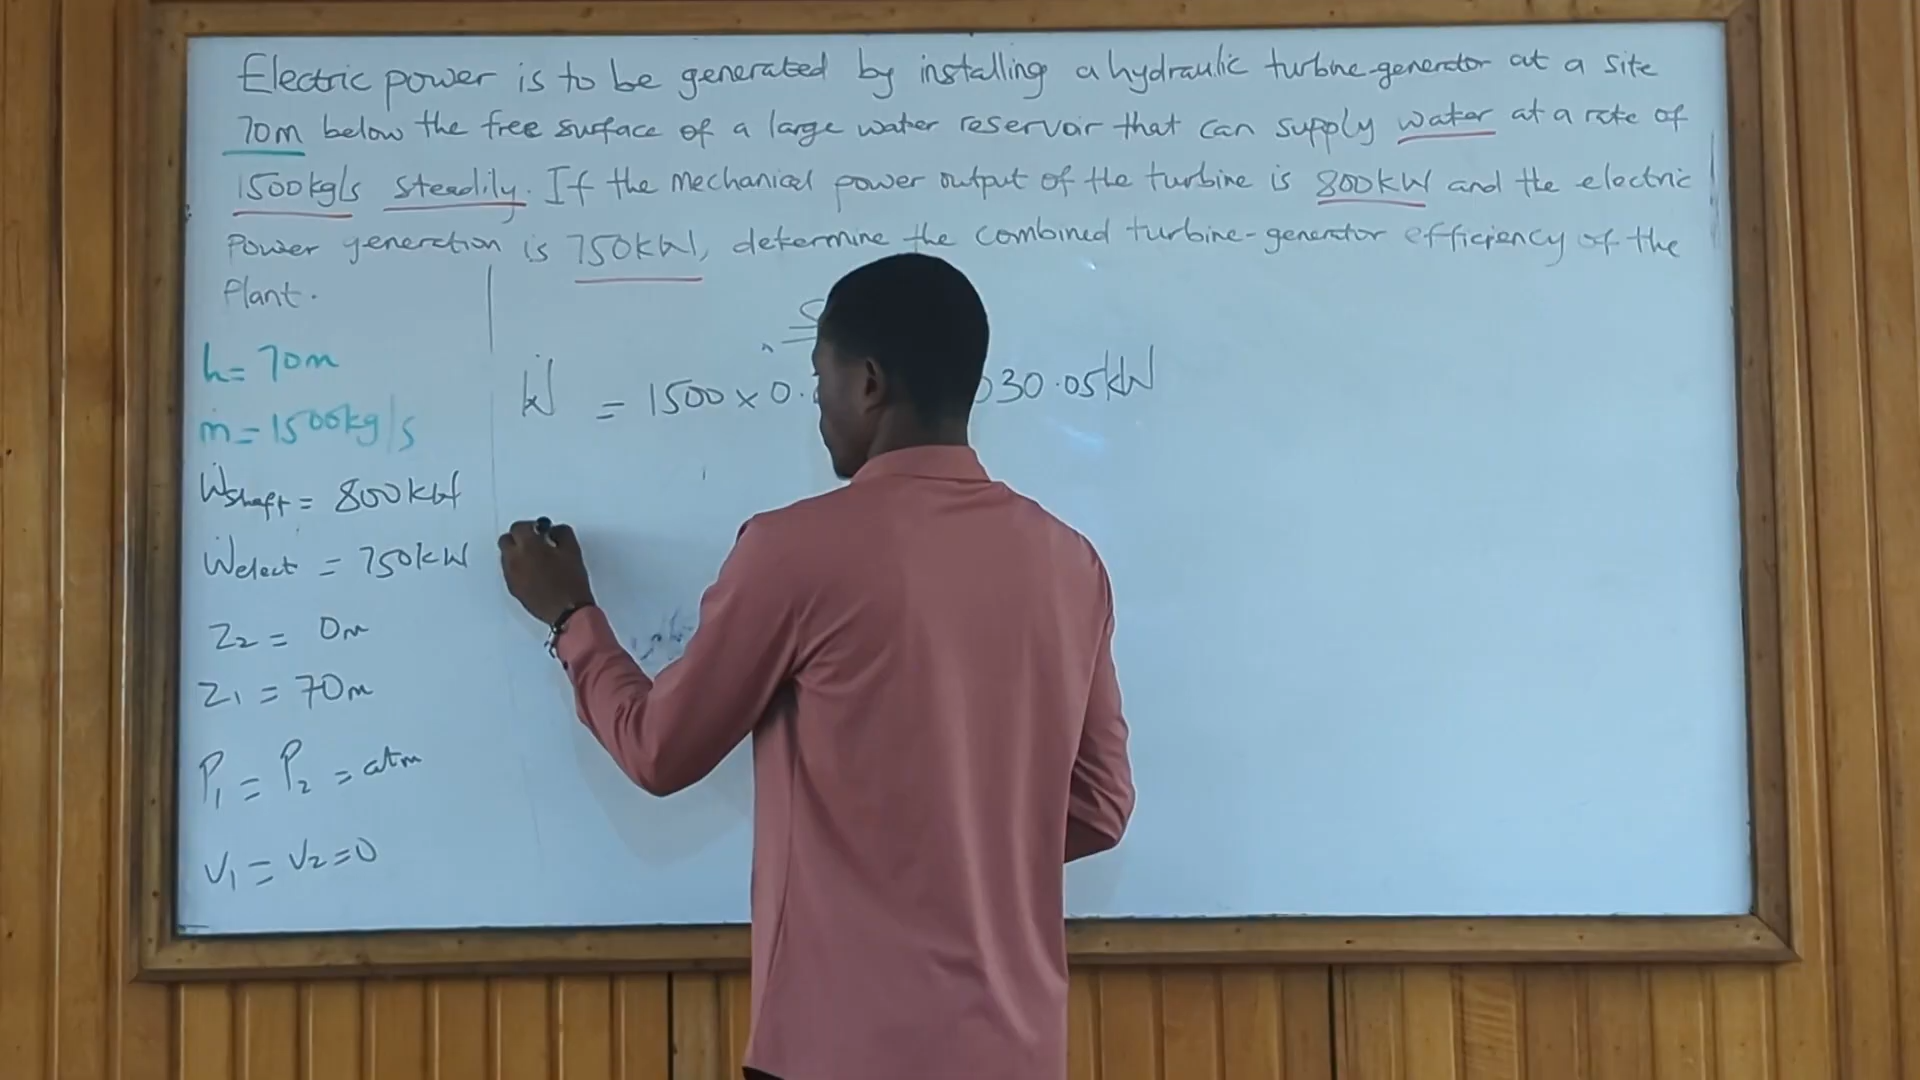 Electric power is to be generated by installing a hydraulic turbine-generator at a site
70m below the free surface of a large water reservoir that can supply water at a rate of
1500kg/s steadily. If the mechanical power output of the turbine is 800kW and the electric
Power generation is 750kW, determine the combined turbine-generator efficiency of the
Plant.
h = 70m
ṁ = 1500kg/s
Ẇshaft = 800kW
Ẇelect = 750kW
Z2 = 0m
Z1 = 70m
P1 = P2 = atm
V1 = V2 = 0
Ẇ = 1500 × 0. 30.05kW